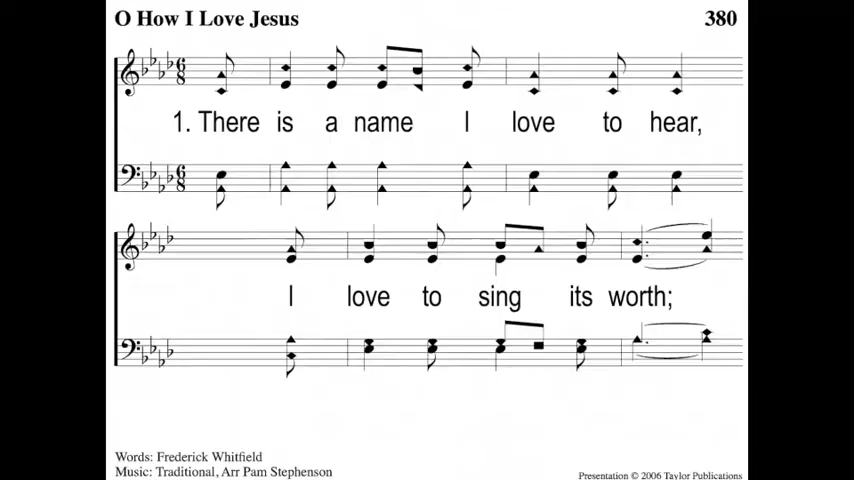 O How I Love Jesus 380
1. There is a name I love to hear,
I love to sing its worth;
Words: Frederick Whitfield
Music: Traditional, Arr Pam Stephenson
Presentation © 2006 Taylor Publications